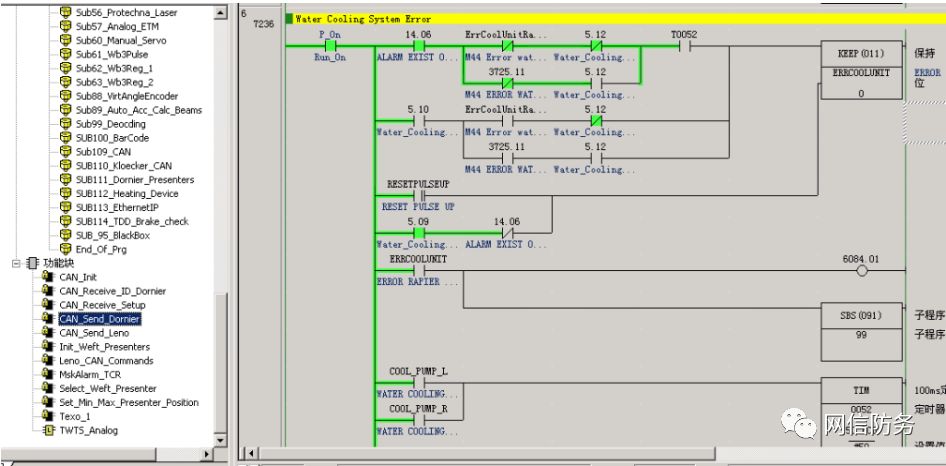 Sub56_Protechna_Laser
Sub57_Analog_ETM
Sub60_Manual_Servo
Sub61_Wb3Pulse
Sub62_Wb3Reg_1
Sub63_Wb3Reg_2
Sub88_VirtAngleEncoder
Sub89_Auto_Acc_Calc_Beams
Sub99_Deocding
SUB100_BarCode
Sub109_CAN
SUB110_Kloecker_CAN
SUB111_Dornier_Presenters
SUB112_Heating_Device
SUB113_EthernetIP
SUB114_TDD_Brake_check
SUB_95_BlackBox
End_Of_Prg
功能块
CAN_Init
CAN_Receive_ID_Dornier
CAN_Receive_Setup
CAN_Send_Dornier
CAN_Send_Leno
Init_Weft_Presenters
Leno_CAN_Commands
MskAlarm_TCR
Select_Weft_Presenter
Set_Min_Max_Presenter_Position
Texo_1
TWTS_Analog
6
7236
Water Cooling System Error
P_On 14.06 ErrCoolUnitRa... 5.12 T0052
Run_On ALARM EXIST O... M44 Error wat... Water_Cooling...
KEEP(011) 保持
3725.11 5.12
ERRCOOLUNIT ERROR
位
M44 ERROR WAT... Water_Cooling...
0
5.10 ErrCoolUnitRa... 5.12
Water_Cooling... M44 Error wat... Water_Cooling...
3725.11 5.12
M44 ERROR WAT... Water_Cooling...
RESETPULSEUP
RESET PULSE UP
5.09 14.06
Water_Cooling... ALARM EXIST O...
ERRCOOLUNIT 6084.01
ERROR RAPIER ...
SBS(091) 子程序
99 子程序
COOL_PUMP_L
WATER COOLING...
TIM 100ms定
COOL_PUMP_R
0052 定时器
WATER COOLING...
网信防务